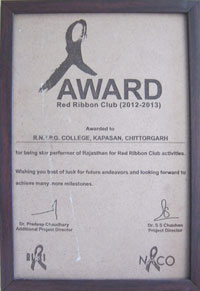 AWARD
Red Ribbon Club (2012-2013)
Awarded to
COLLEGE, KAPASAN, CHITTORGARH
for being star performer of Rajasthan for Red Ribbon Club activities.
Wishing you best of luck for future endeavors and looking forward to
achieve many more milestones.
Dr. Pradeep Choudhary
Additional Project Director
Dr. S S Chauhan
Project Director
NACO